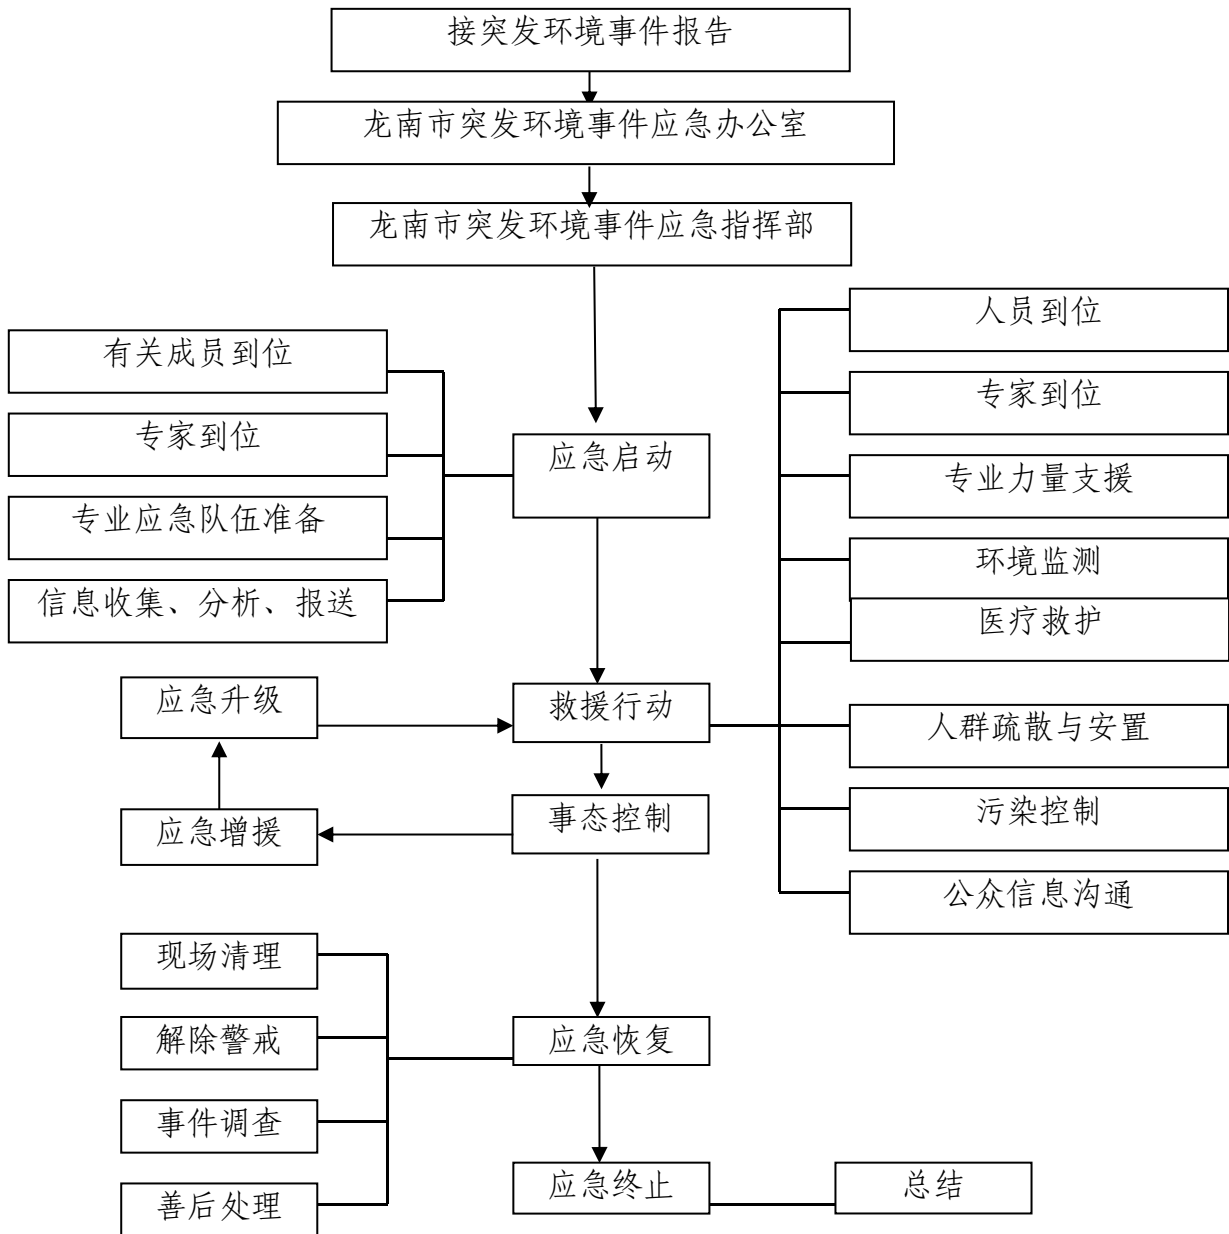 接突发环境事件报告
龙南市突发环境事件应急办公室
龙南市突发环境事件应急指挥部
有关成员到位
专家到位
专业应急队伍准备
信息收集、分析、报送
应急启动
人员到位
专家到位
专业力量支援
环境监测
医疗救护
人群疏散与安置
污染控制
公众信息沟通
应急升级
救援行动
应急增援
事态控制
现场清理
解除警戒
事件调查
善后处理
应急恢复
应急终止
总结